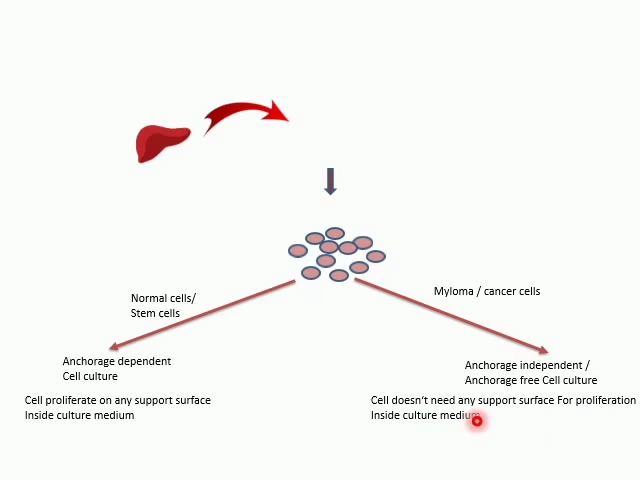 Normal cells/
Stem cells
Myloma / cancer cells
Anchorage dependent
Cell culture
Anchorage independent /
Anchorage free Cell culture
Cell proliferate on any support surface
Inside culture medium
Cell doesn't need any support surface For proliferation
Inside culture medium